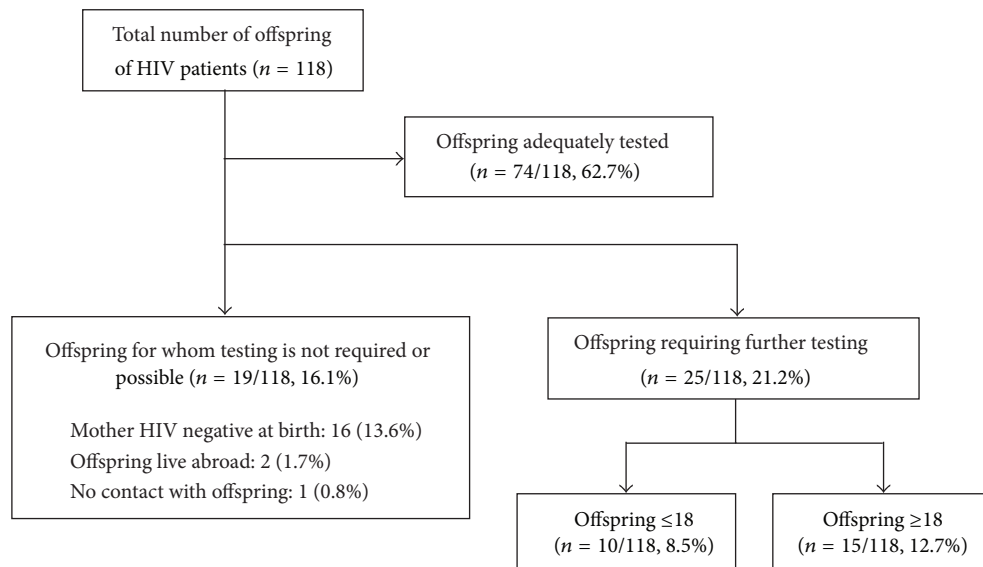 Total number of offspring
of HIV patients (n = 118)
Offspring adequately tested
(n = 74/118, 62.7%)
Offspring for whom testing is not required or
possible (n = 19/118, 16.1%)
Mother HIV negative at birth: 16 (13.6%)
Offspring live abroad: 2 (1.7%)
No contact with offspring: 1 (0.8%)
Offspring requiring further testing
(n = 25/118, 21.2%)
Offspring ≤18
(n = 10/118, 8.5%)
Offspring ≥18
(n = 15/118, 12.7%)